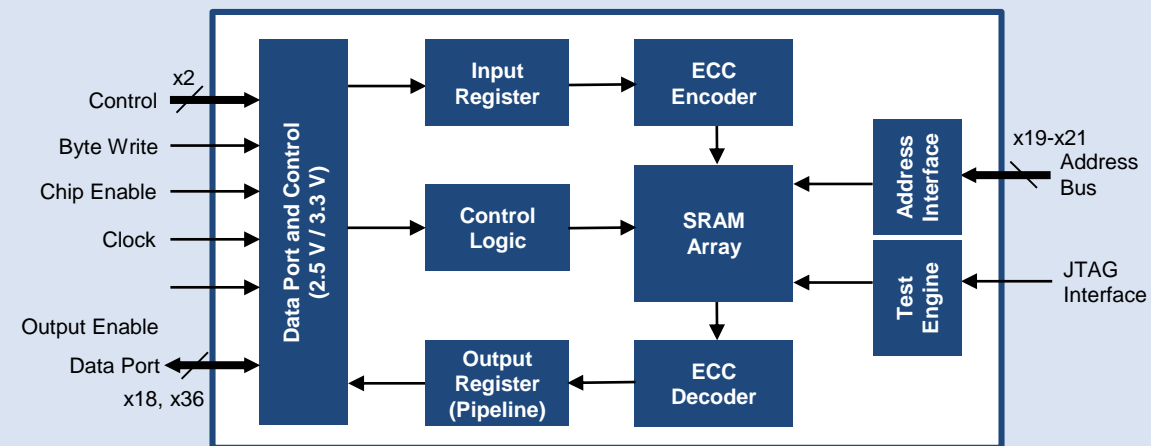 x2
Control
Byte Write
Chip Enable
Clock
Output Enable
Data Port
x18, x36
Data Port and Control
(2.5 V / 3.3 V)
Input
Register
ECC
Encoder
Control
Logic
SRAM
Array
Output
Register
(Pipeline)
ECC
Decoder
Address
Interface
Test
Engine
x19-x21
Address
Bus
JTAG
Interface